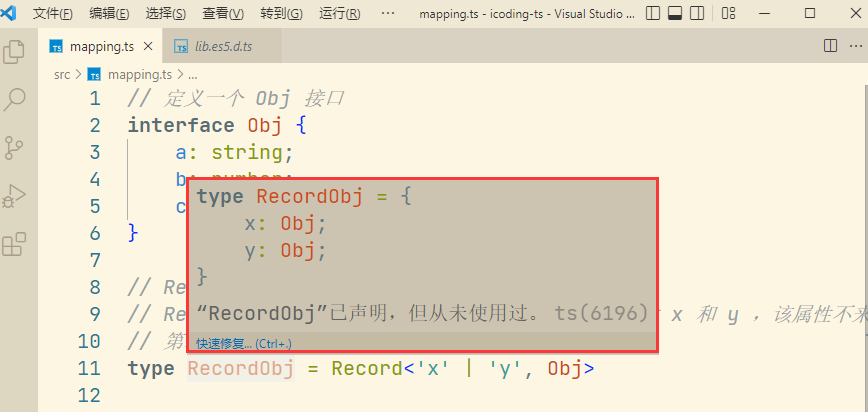 文件(F) 编辑(E) 选择(S) 查看(V) 转到(G) 运行(R) ··· mapping.ts - icoding-ts - Visual Studio ...
TS mapping.ts × TS lib.es5.d.ts ···
src > TS mapping.ts > ...
1 // 定义一个 Obj 接口
2 interface Obj {
3 a: string;
4 b: number;
5 c
6 }
7
8 // Re
9 // Re
10 // 第
type RecordObj = {
x: Obj;
y: Obj;
}
“RecordObj”已声明，但从未使用过。 ts(6196)
快速修复... (Ctrl+.)
x 和 y ，该属性不来
11 type RecordObj = Record<'x' | 'y', Obj>
12